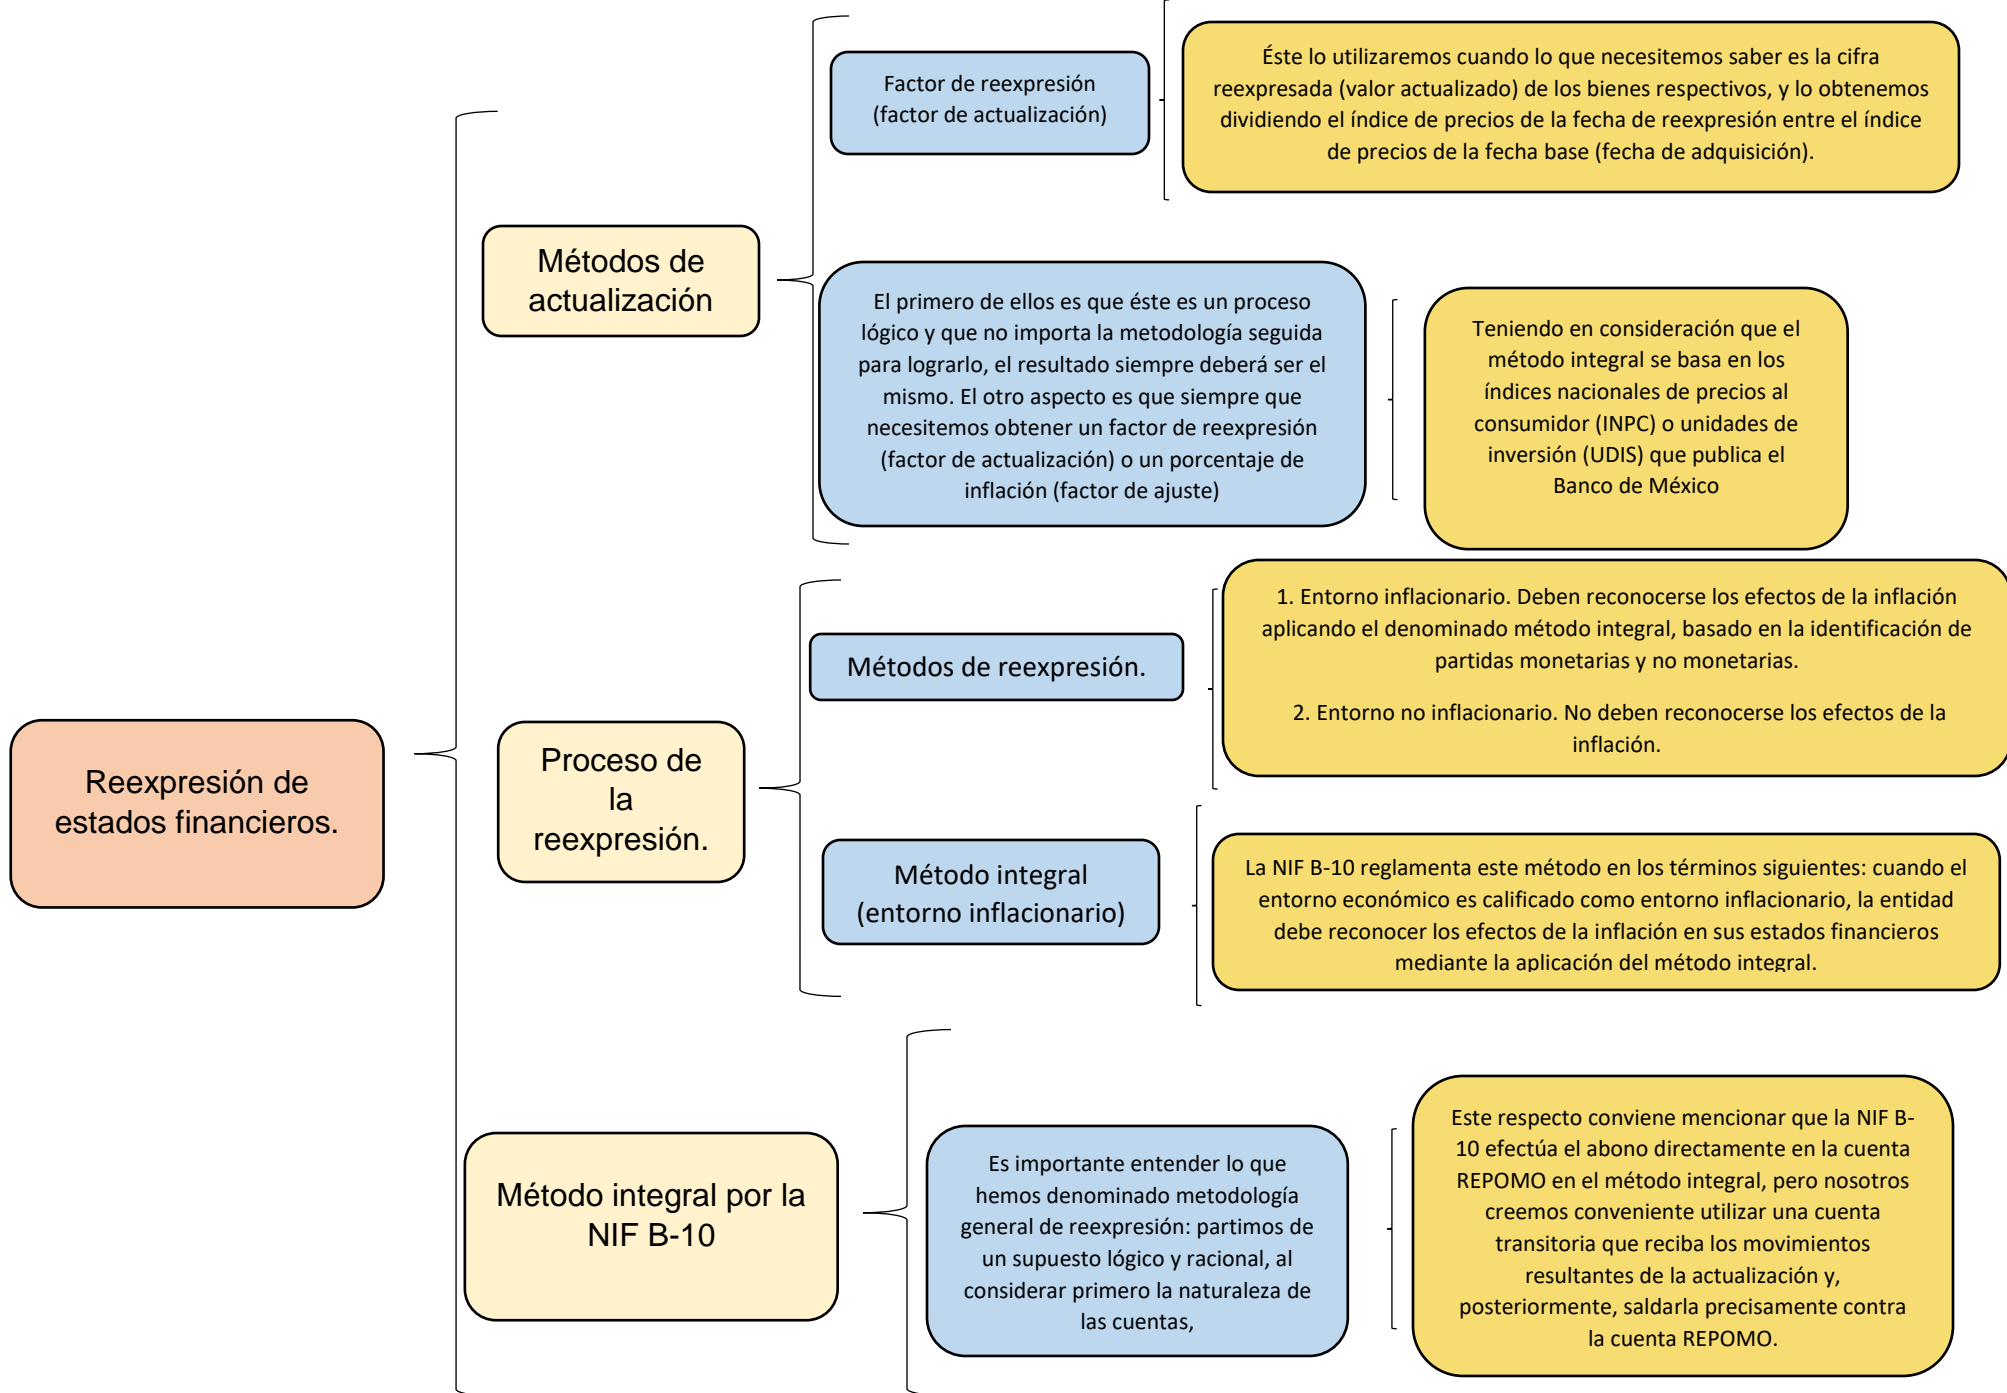 Reexpresión de
estados financieros.
Métodos de
actualización
Factor de reexpresión
(factor de actualización)
Éste lo utilizaremos cuando lo que necesitemos saber es la cifra
reexpresada (valor actualizado) de los bienes respectivos, y lo obtenemos
dividiendo el índice de precios de la fecha de reexpresión entre el índice
de precios de la fecha base (fecha de adquisición).
El primero de ellos es que éste es un proceso
lógico y que no importa la metodología seguida
para lograrlo, el resultado siempre deberá ser el
mismo. El otro aspecto es que siempre que
necesitemos obtener un factor de reexpresión
(factor de actualización) o un porcentaje de
inflación (factor de ajuste)
Teniendo en consideración que el
método integral se basa en los
índices nacionales de precios al
consumidor (INPC) o unidades de
inversión (UDIS) que publica el
Banco de México
Proceso de
la
reexpresión.
Métodos de reexpresión.
1. Entorno inflacionario. Deben reconocerse los efectos de la inflación
aplicando el denominado método integral, basado en la identificación de
partidas monetarias y no monetarias.
2. Entorno no inflacionario. No deben reconocerse los efectos de la
inflación.
Método integral
(entorno inflacionario)
La NIF B-10 reglamenta este método en los términos siguientes: cuando el
entorno económico es calificado como entorno inflacionario, la entidad
debe reconocer los efectos de la inflación en sus estados financieros
mediante la aplicación del método integral.
Método integral por la
NIF B-10
Es importante entender lo que
hemos denominado metodología
general de reexpresión: partimos de
un supuesto lógico y racional, al
considerar primero la naturaleza de
las cuentas,
Este respecto conviene mencionar que la NIF B-
10 efectúa el abono directamente en la cuenta
REPOMO en el método integral, pero nosotros
creemos conveniente utilizar una cuenta
transitoria que reciba los movimientos
resultantes de la actualización y,
posteriormente, saldarla precisamente contra
la cuenta REPOMO.